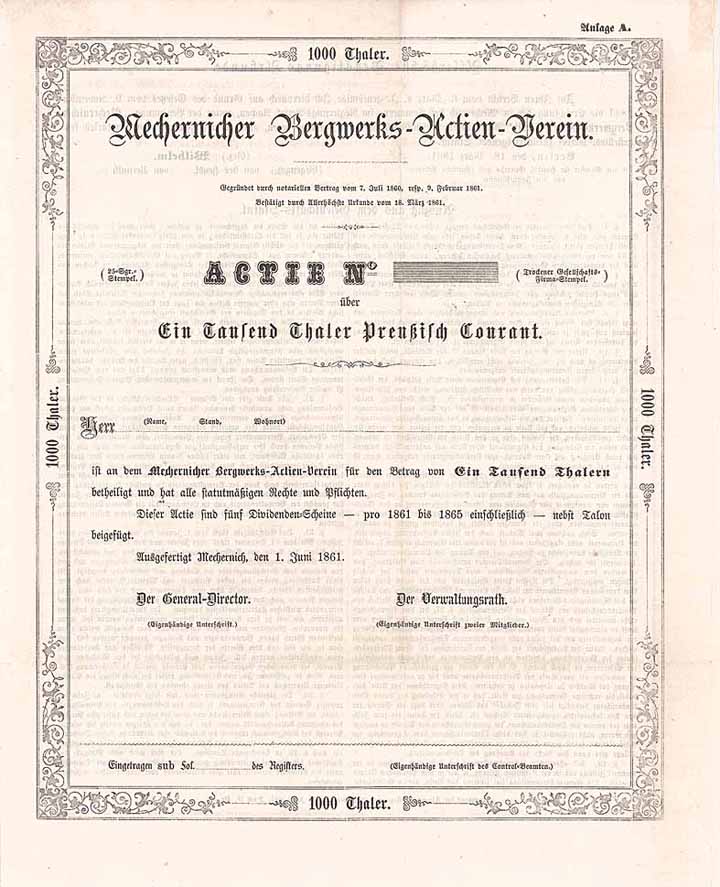 Anlage A.
1000 Thaler.
Mechernicher Bergwerks-Actien-Verein.
Gegründet durch notariellen Vertrag vom 7. Juli 1860, resp. 9. Februar 1861.
Bestätigt durch Allerhöchste Urkunde vom 18. März 1861.
(25-Sgr.-Stempel.) ACTIE No (Trockener Gesellschafts-Firma-Stempel.)
über
Ein Tausend Thaler Preußisch Courant.
1000 Thaler.
1000 Thaler.
Herr (Name, Stand, Wohnort)
ist an dem Mechernicher Bergwerks-Actien-Verein für den Betrag von Ein Tausend Thalern
betheiligt und hat alle statutmäßigen Rechte und Pflichten.
Dieser Actie sind fünf Dividenden-Scheine — pro 1861 bis 1865 einschließlich — nebst Talon
beigefügt.
Ausgefertigt Mechernich, den 1. Juni 1861.
Der General-Director. Der Verwaltungsrath.
(Eigenhändige Unterschrift.) (Eigenhändige Unterschrift zweier Mitglieder.)
Eingetragen sub Fol. des Registers. (Eigenhändige Unterschrift des Control-Beamten.)
1000 Thaler.